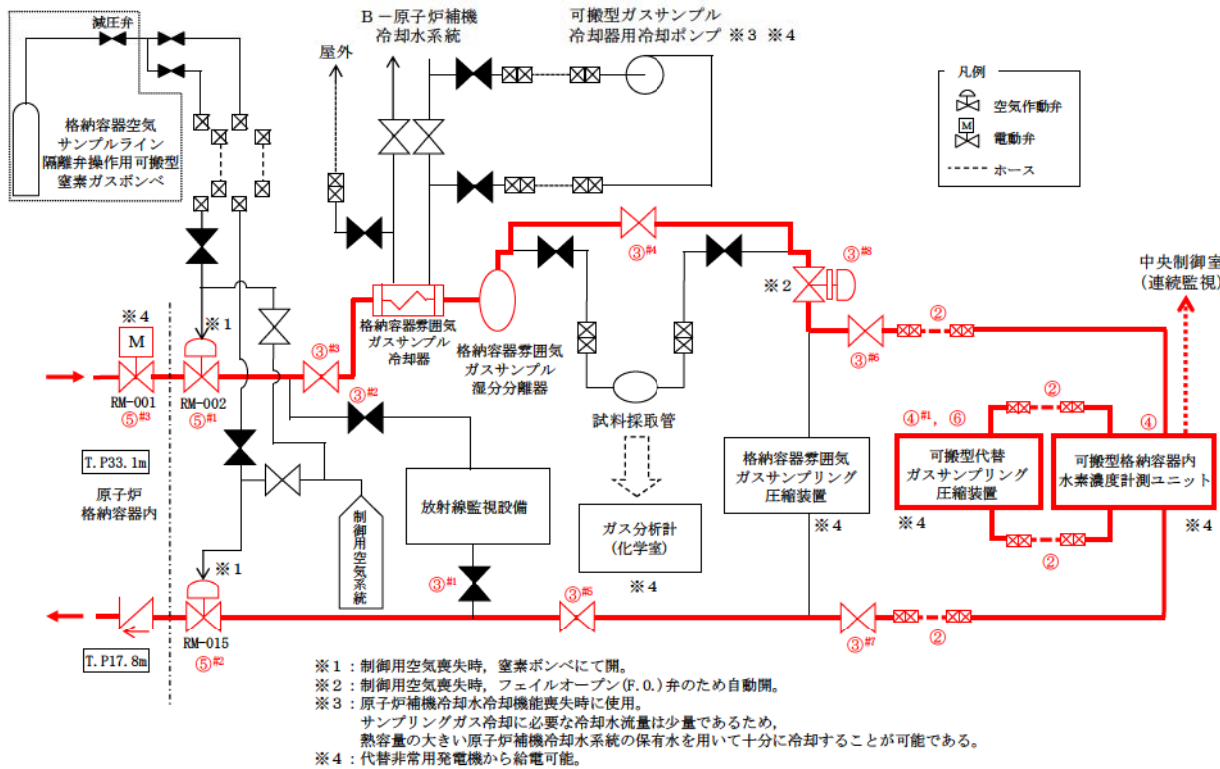 減圧弁
格納容器空気
サンプルライン
隔離弁操作用可搬型
窒素ガスボンベ
屋外
B-原子炉補機
冷却水系統
可搬型ガスサンプル
冷却器用冷却ポンプ ※3 ※4
凡例
空気作動弁
M
電動弁
ホース
中央制御室
(連続監視)
※4
M
※1
RM-001
⑤#3
RM-002
⑤#1
③#3
格納容器雰囲気
ガスサンプル
冷却器
格納容器雰囲気
ガスサンプル
湿分分離器
③#4
※2
③#8
③#6
②
③#2
T.P33.1m
原子炉
格納容器内
放射線監視設備
制御用空気系統
試料採取管
ガス分析計
(化学室)
※4
格納容器雰囲気
ガスサンプリング
圧縮装置
※4
④#1, ⑥
②
④
可搬型代替
ガスサンプリング
圧縮装置
※4
可搬型格納容器内
水素濃度計測ユニット
※4
②
※1
③#1
③#5
③#7
②
RM-015
⑤#2
T.P17.8m
※1：制御用空気喪失時，窒素ボンベにて開。
※2：制御用空気喪失時，フェイルオープン(F.O.)弁のため自動開。
※3：原子炉補機冷却水冷却機能喪失時に使用。
サンプリングガス冷却に必要な冷却水流量は少量であるため，
熱容量の大きい原子炉補機冷却水系統の保有水を用いて十分に冷却することが可能である。
※4：代替非常用発電機から給電可能。